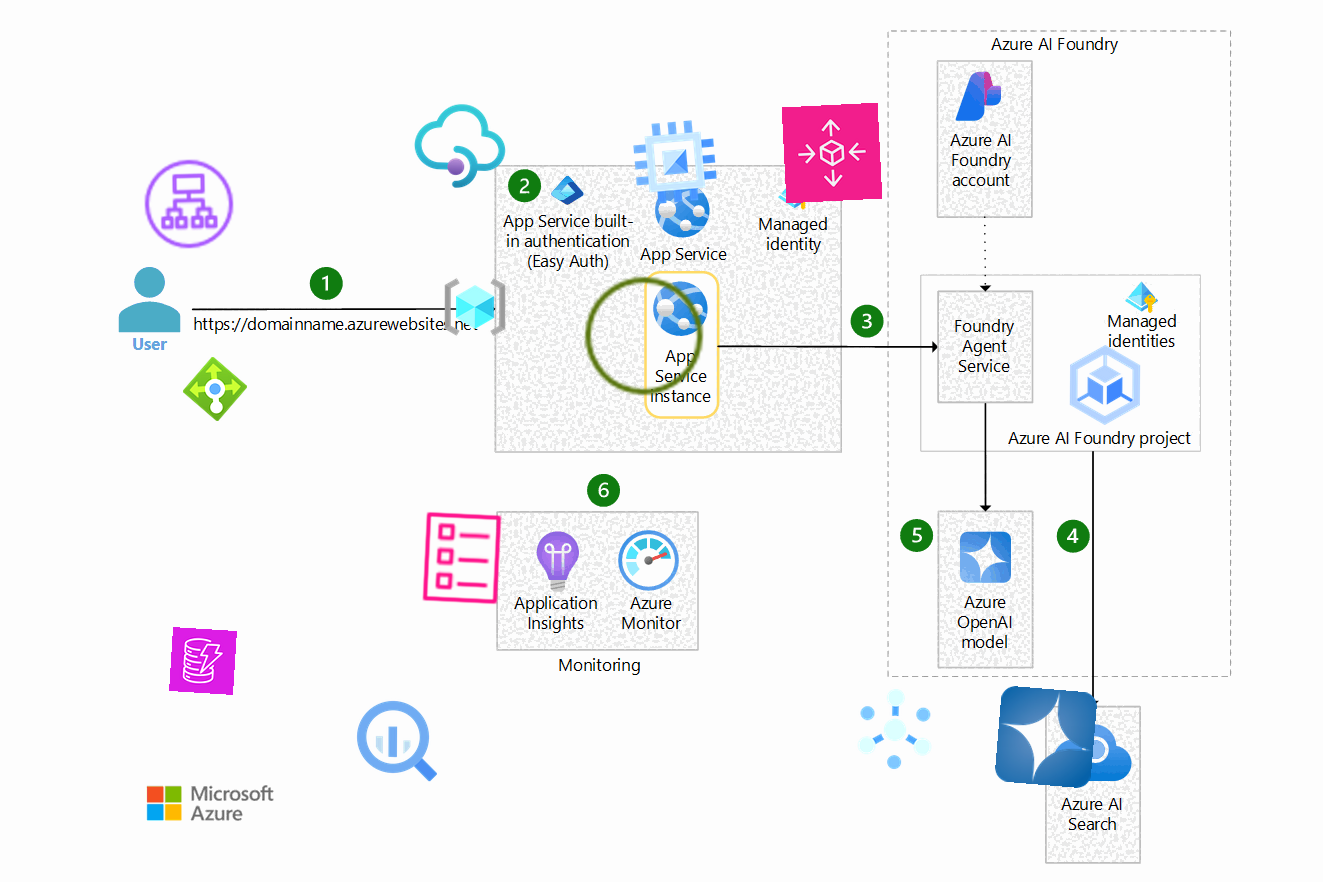 Azure AI Foundry
Azure AI
Foundry
account
2
App Service built-
in authentication
(Easy Auth)
App Service
Managed
identity
1
https://domainname.azurewebsites.net
User
App
Service
instance
3
Foundry
Agent
Service
Managed
identities
Azure AI Foundry project
6
Application
Insights
Azure
Monitor
Monitoring
5
4
Azure
OpenAI
model
Azure AI
Search
Microsoft
Azure